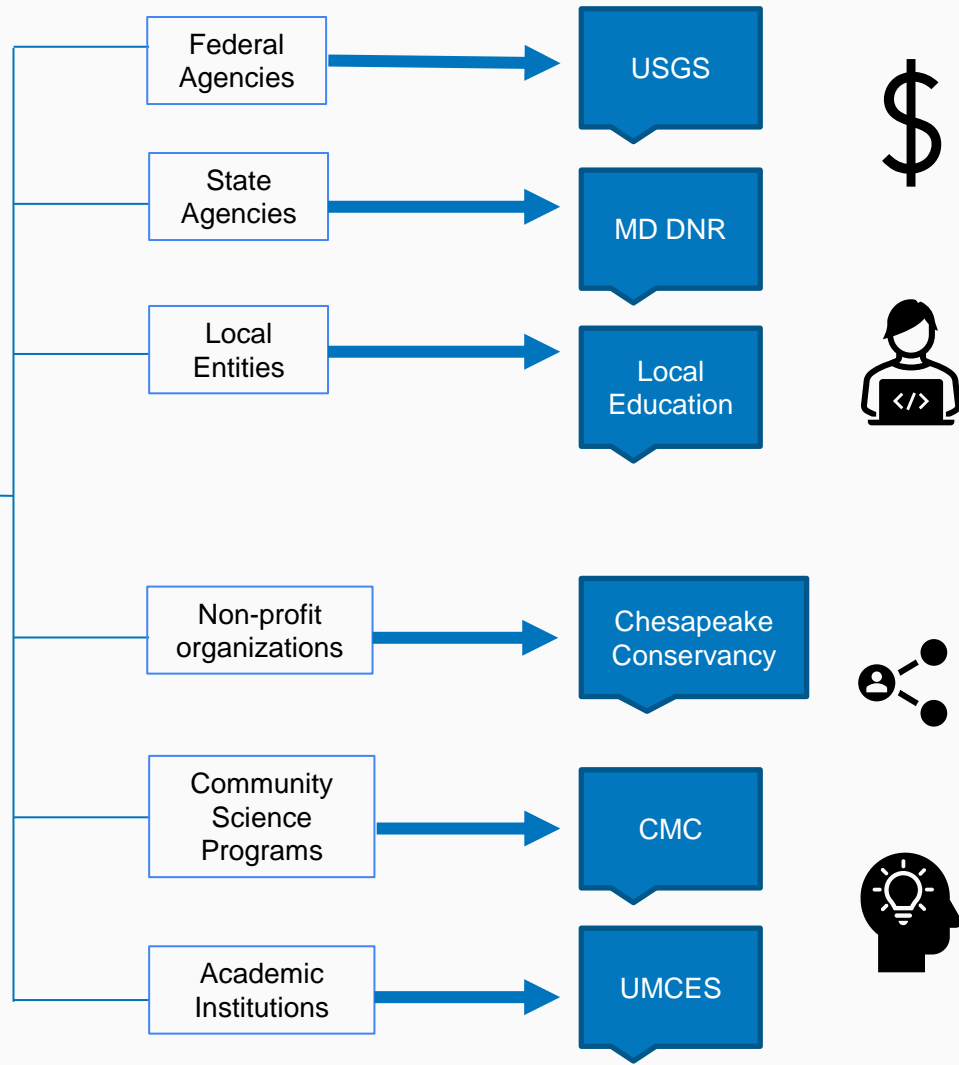 Federal
Agencies
USGS
State
Agencies
MD DNR
Local
Entities
Local
Education
</>
Non-profit
organizations
Chesapeake
Conservancy
Community
Science
Programs
CMC
Academic
Institutions
UMCES